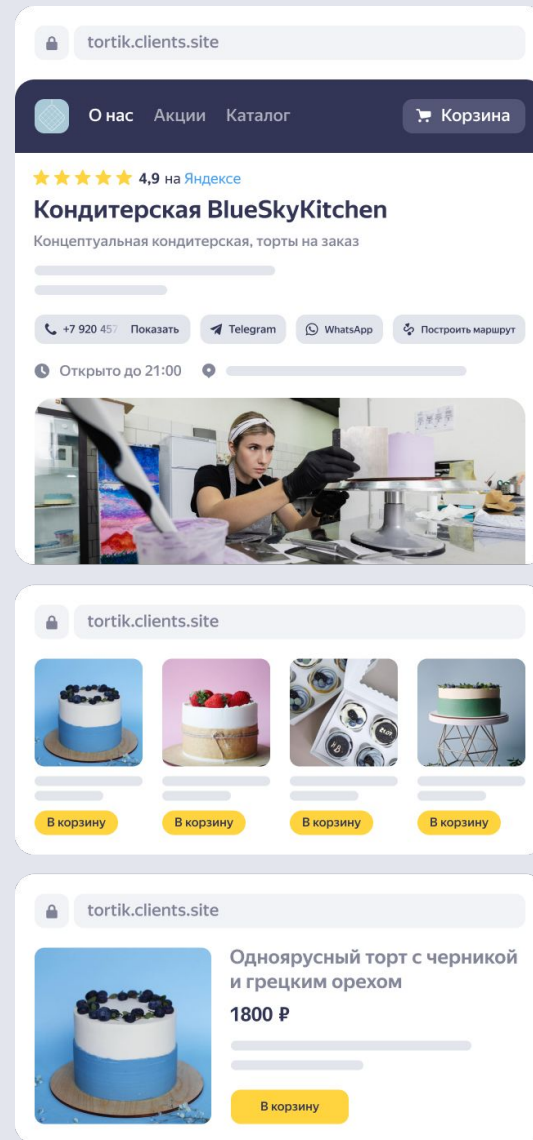 tortik.clients.site
О нас Акции Каталог Корзина
4,9 на Яндексе
Кондитерская BlueSkyKitchen
Концептуальная кондитерская, торты на заказ
+7 920 457 Показать Telegram WhatsApp Построить маршрут
Открыто до 21:00
tortik.clients.site
В корзину В корзину В корзину В корзину
tortik.clients.site
Одноярусный торт с черникой
и грецким орехом
1800 ₽
В корзину